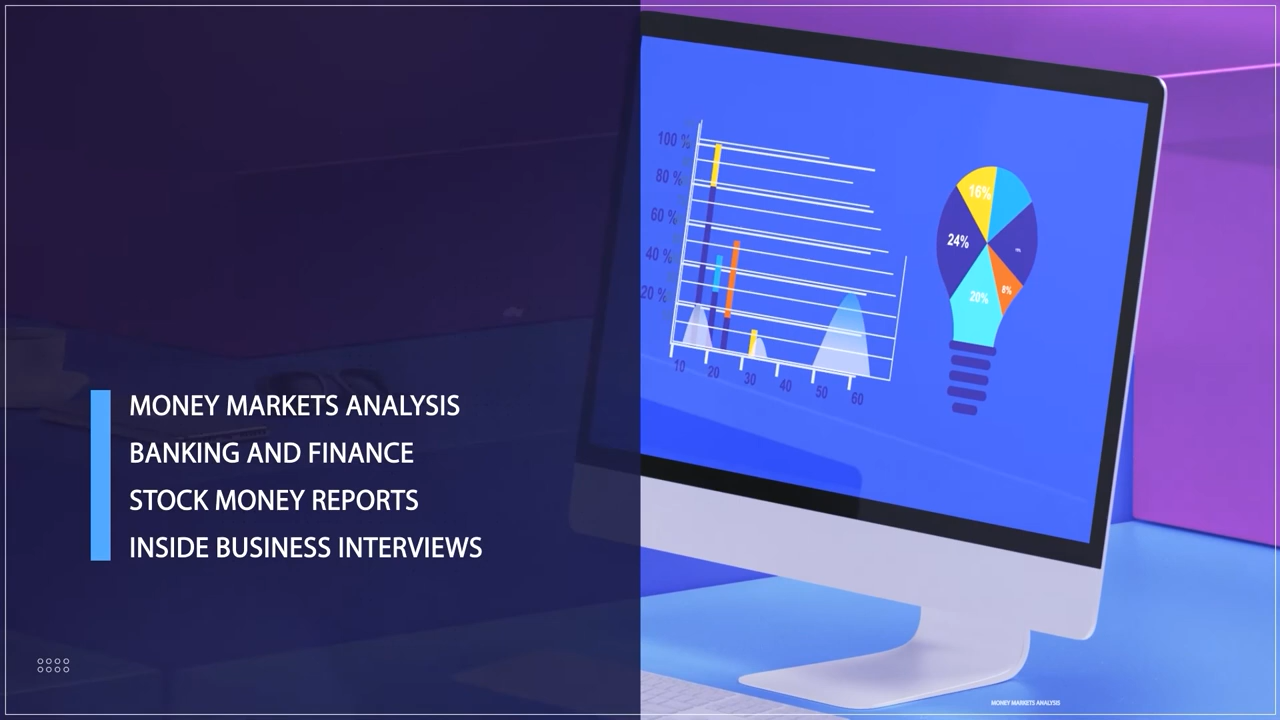 MONEY MARKETS ANALYSIS
BANKING AND FINANCE
STOCK MONEY REPORTS
INSIDE BUSINESS INTERVIEWS
100 %
80 %
60 %
40 %
20 %
10 20 30 40 50 60
16%
24%
20%
8%
MONEY MARKETS ANALYSIS